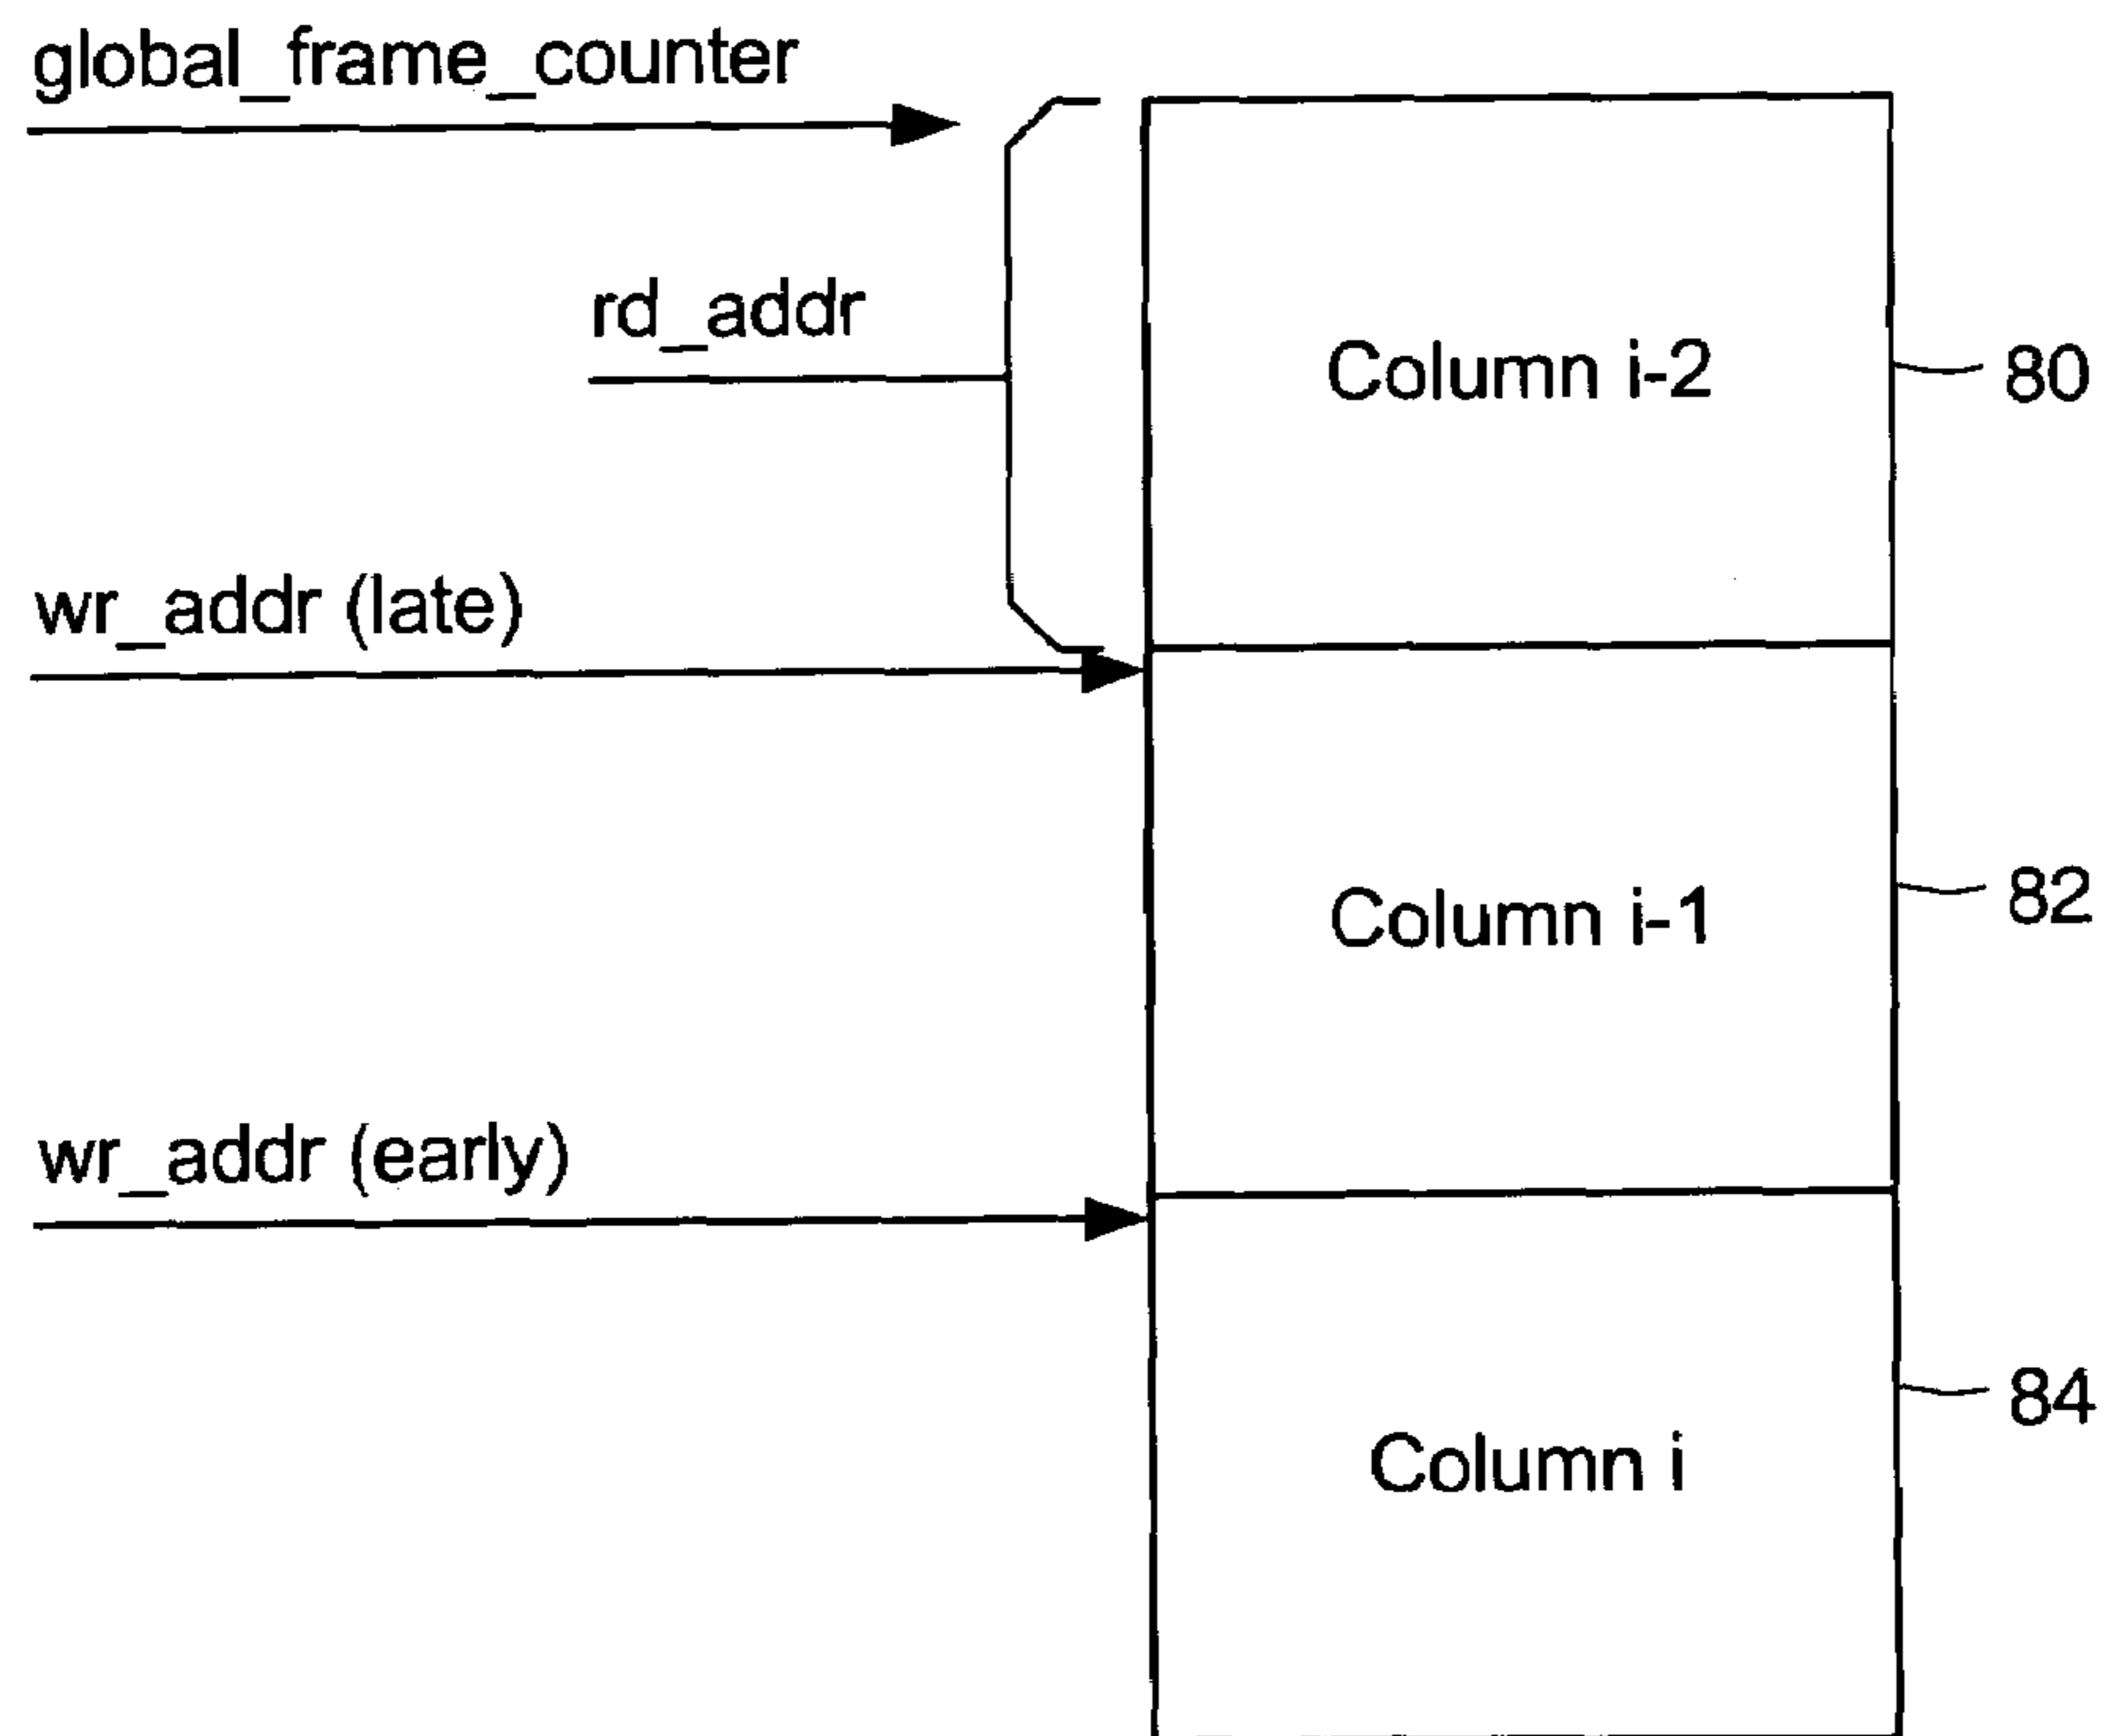 global_frame_counter
rd_addr
Column i-2
80
wr_addr (late)
Column i-1
82
wr_addr (early)
Column i
84